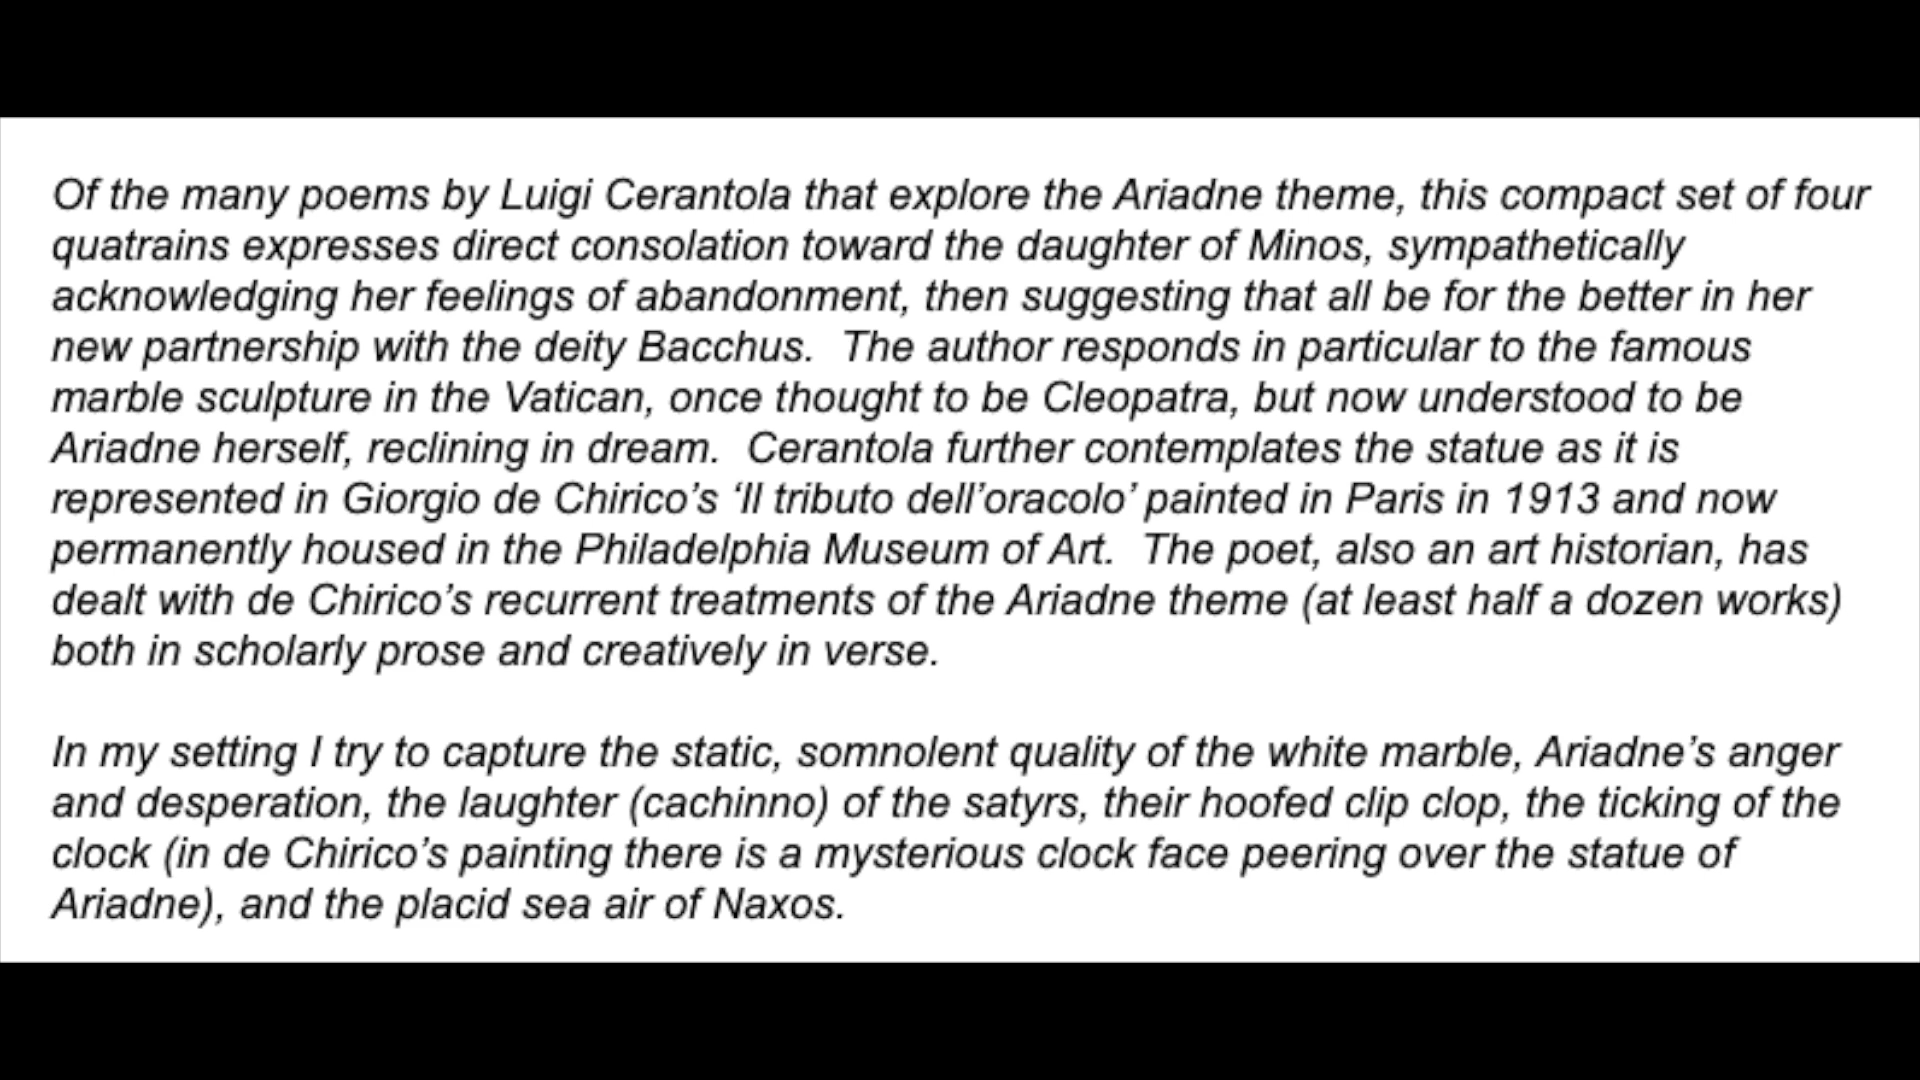 Of the many poems by Luigi Cerantola that explore the Ariadne theme, this compact set of four
quatrains expresses direct consolation toward the daughter of Minos, sympathetically
acknowledging her feelings of abandonment, then suggesting that all be for the better in her
new partnership with the deity Bacchus.  The author responds in particular to the famous
marble sculpture in the Vatican, once thought to be Cleopatra, but now understood to be
Ariadne herself, reclining in dream.  Cerantola further contemplates the statue as it is
represented in Giorgio de Chirico’s ‘Il tributo dell’oracolo’ painted in Paris in 1913 and now
permanently housed in the Philadelphia Museum of Art.  The poet, also an art historian, has
dealt with de Chirico’s recurrent treatments of the Ariadne theme (at least half a dozen works)
both in scholarly prose and creatively in verse.
In my setting I try to capture the static, somnolent quality of the white marble, Ariadne’s anger
and desperation, the laughter (cachinno) of the satyrs, their hoofed clip clop, the ticking of the
clock (in de Chirico’s painting there is a mysterious clock face peering over the statue of
Ariadne), and the placid sea air of Naxos.